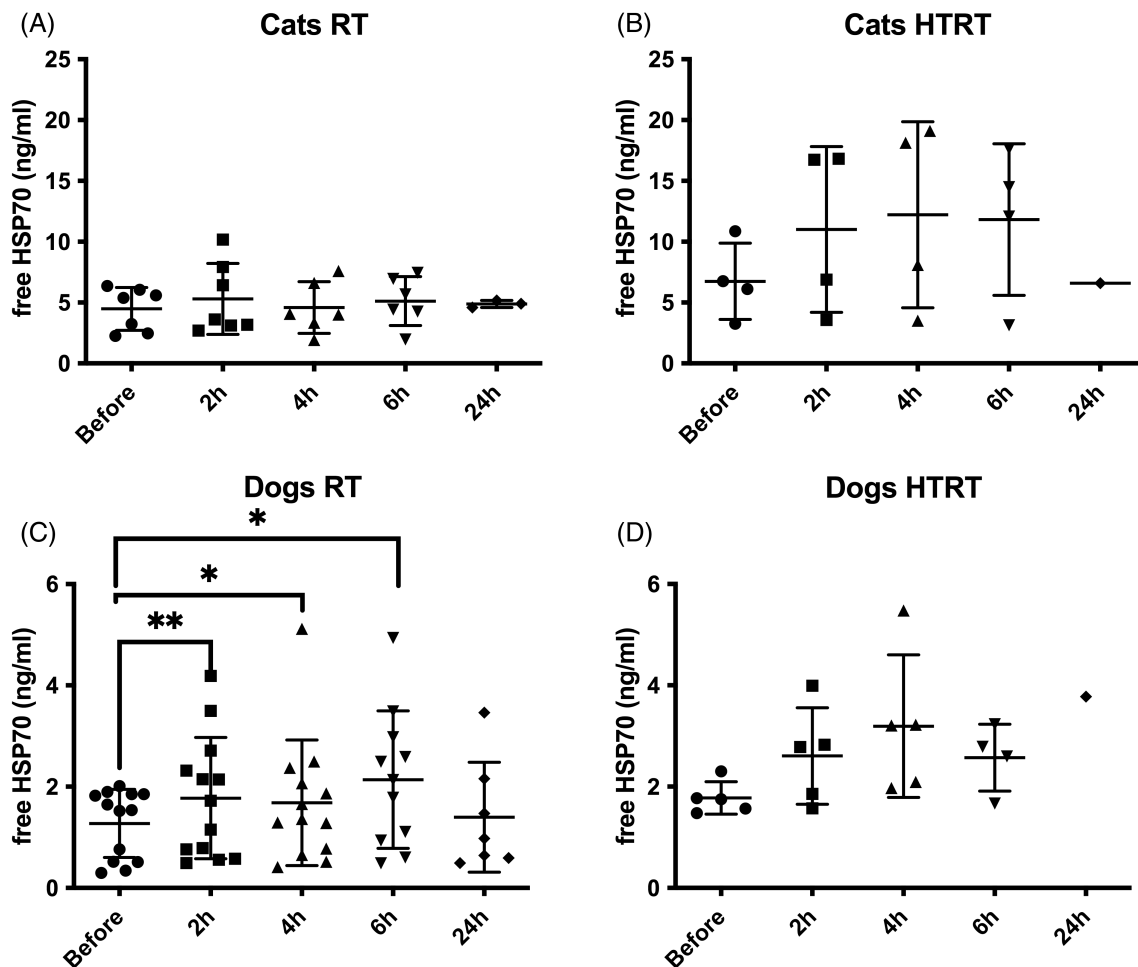 (A) Cats RT
free HSP70 (ng/ml)
25
20
15
10
5
0
Before 2h 4h 6h 24h
(B) Cats HTRT
free HSP70 (ng/ml)
25
20
15
10
5
0
Before 2h 4h 6h 24h
(C) Dogs RT
*
*
**
free HSP70 (ng/ml)
6
4
2
0
Before 2h 4h 6h 24h
(D) Dogs HTRT
free HSP70 (ng/ml)
6
4
2
0
Before 2h 4h 6h 24h